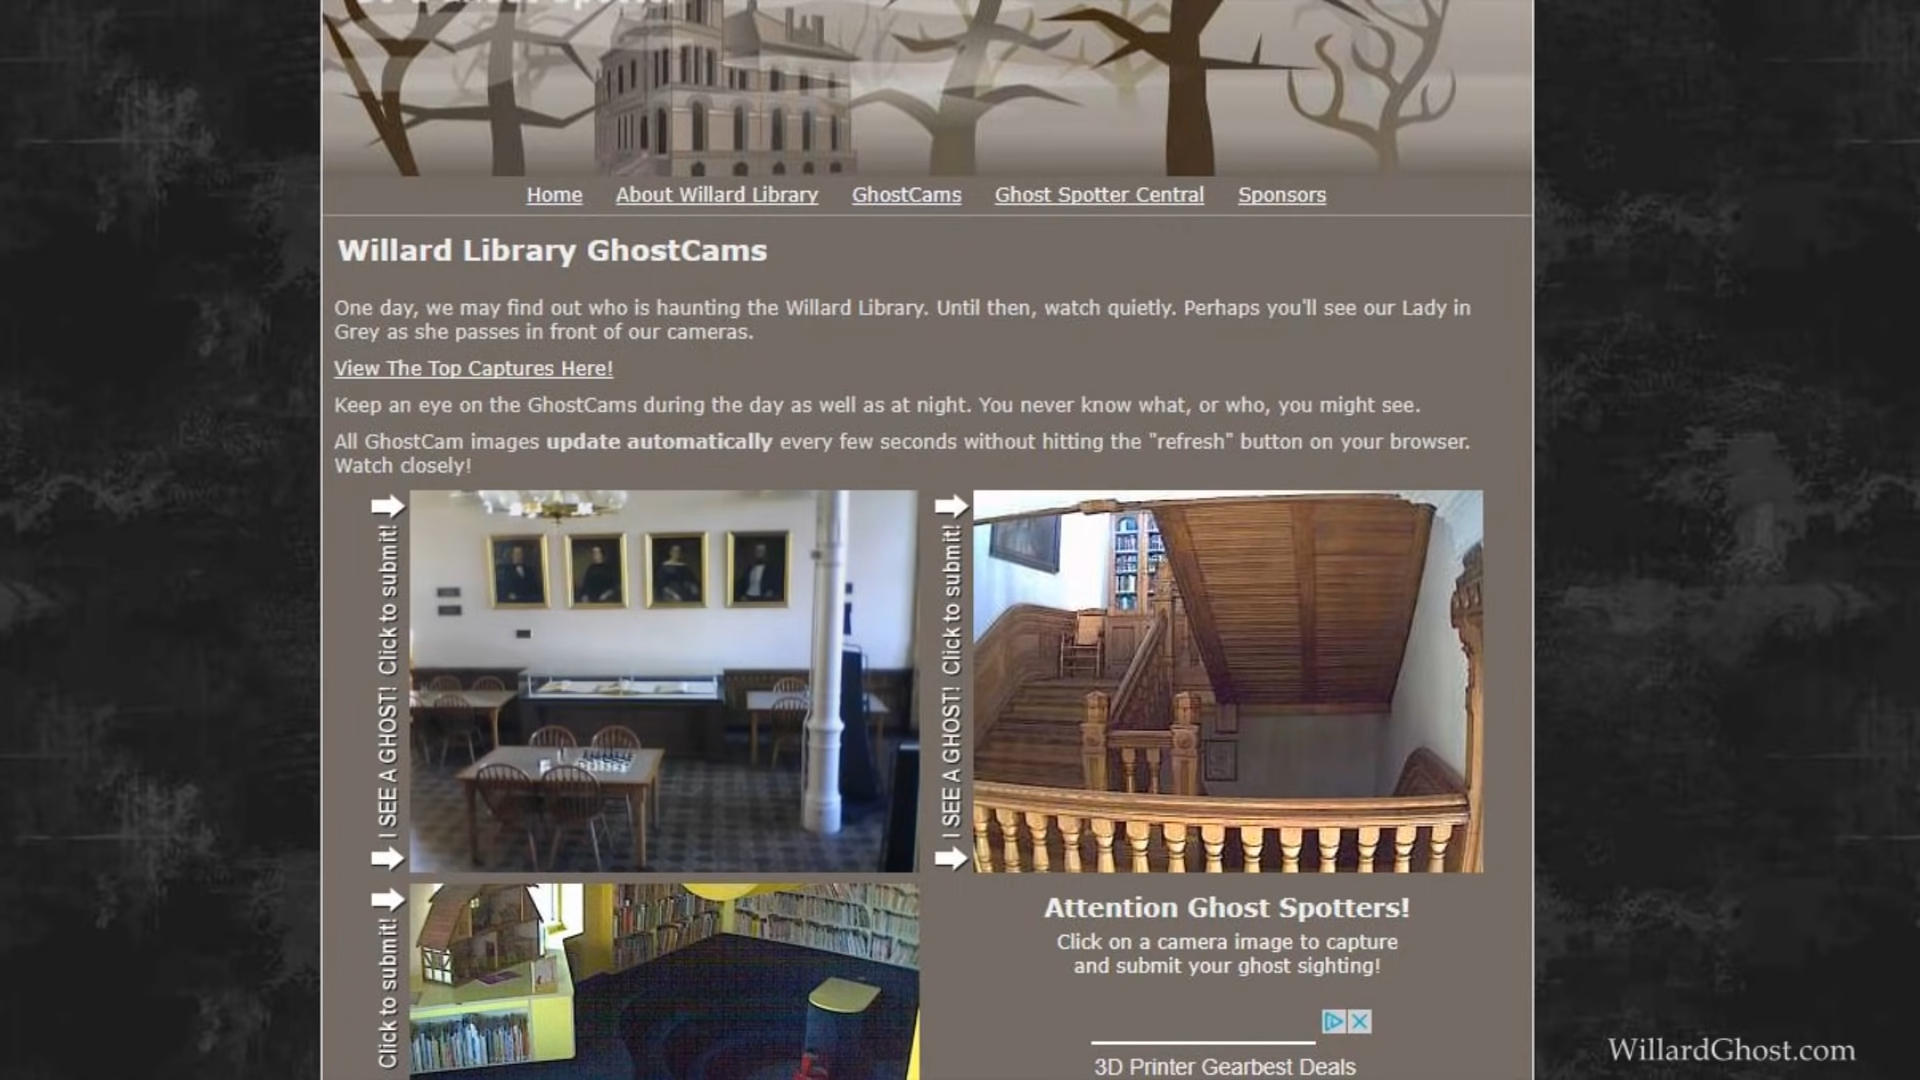 Be a Ghost Spotter
Home About Willard Library GhostCams Ghost Spotter Central Sponsors
Willard Library GhostCams
One day, we may find out who is haunting the Willard Library. Until then, watch quietly. Perhaps you'll see our Lady in
Grey as she passes in front of our cameras.
View The Top Captures Here!
Keep an eye on the GhostCams during the day as well as at night. You never know what, or who, you might see.
All GhostCam images update automatically every few seconds without hitting the "refresh" button on your browser.
Watch closely!
I SEE A GHOST! Click to submit!
I SEE A GHOST! Click to submit!
Click to submit!
Attention Ghost Spotters!
Click on a camera image to capture
and submit your ghost sighting!
3D Printer Gearbest Deals
WillardGhost.com